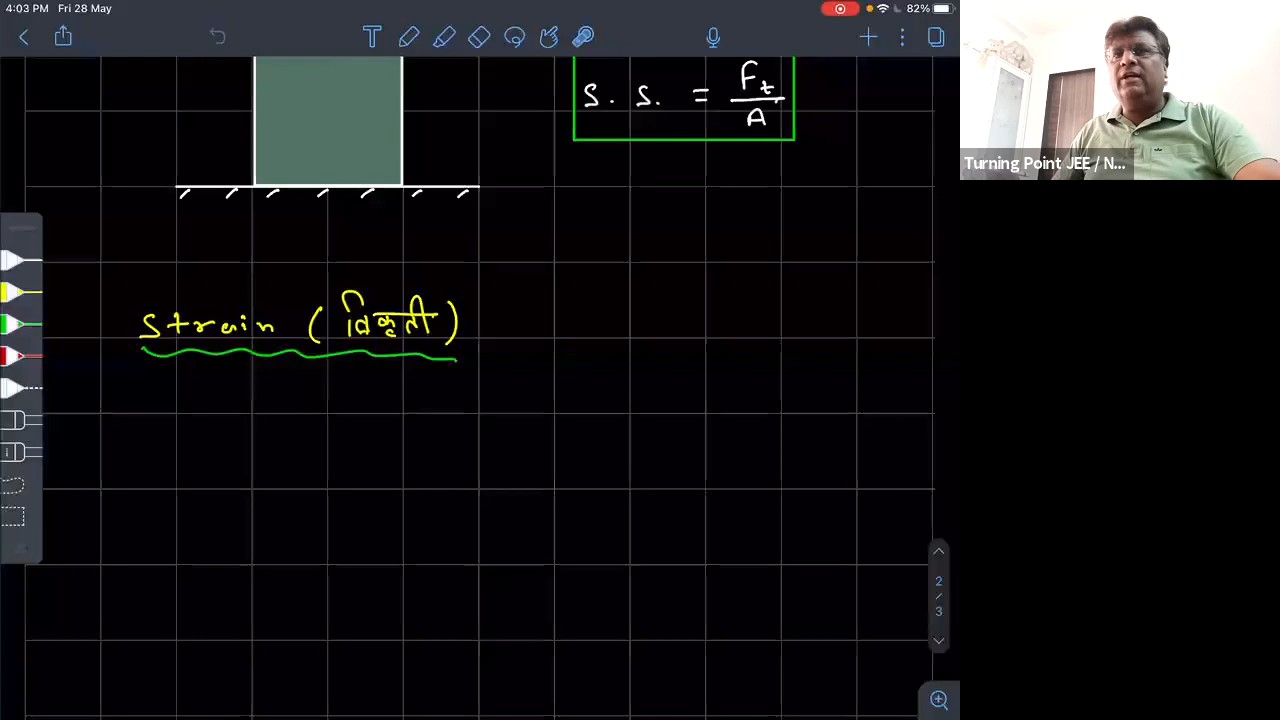 4:03 PM Fri 28 May
82%
S. S. = Ft/A
Turning Point JEE / N...
Strain (विकृती)
2
/
3